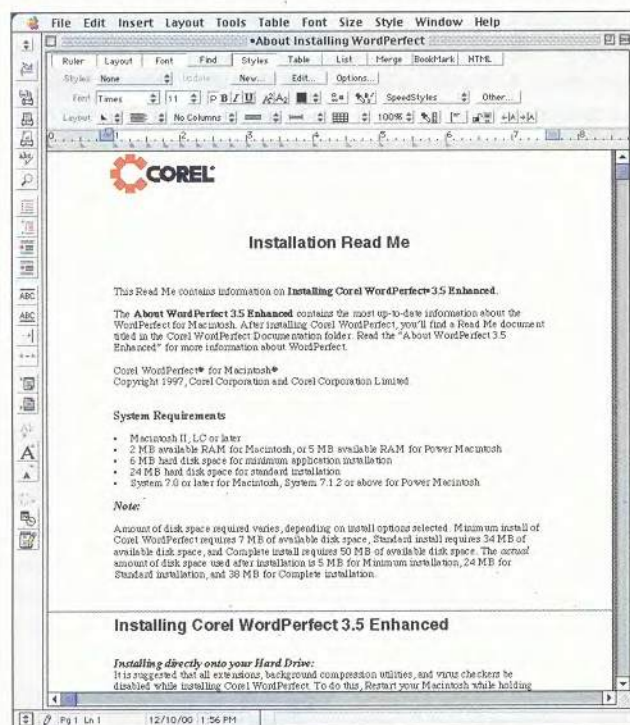 File Edit Insert Layout Tools Table Font Size Style Window Help
•About Installing WordPerfect
Ruler Layout Font Find Styles Table List Merge BookMark HTML
Styles None Update New... Edit... Options...
Font Times 11 P B I U SpeedStyles Other...
Layout No Columns 100%
0 1 2 3 4 5 6 7 8
COREL
Installation Read Me
This Read Me contains information on Installing Corel WordPerfect® 3.5 Enhanced.
The About WordPerfect 3.5 Enhanced contains the most up-to-date information about the
WordPerfect for Macintosh. After installing Corel WordPerfect, you'll find a Read Me document
titled in the Corel WordPerfect Documentation folder. Read the "About WordPerfect 3.5
Enhanced" for more information about WordPerfect.
Corel WordPerfect® for Macintosh®
Copyright 1997, Corel Corporation and Corel Corporation Limited
System Requirements
• Macintosh II, LC or later
• 2 MB available RAM for Macintosh, or 5 MB available RAM for Power Macintosh
• 6 MB hard disk space for minimum application installation
• 24 MB hard disk space for standard installation
• System 7.0 or later for Macintosh, System 7.1.2 or above for Power Macintosh
Note:
Amount of disk space required varies, depending on install options selected. Minimum install of
Corel WordPerfect requires 7 MB of available disk space, Standard install requires 34 MB of
available disk space, and Complete install requires 50 MB of available disk space. The actual
amount of disk space used after installation is 5 MB for Minimum installation, 24 MB for
Standard installation, and 38 MB for Complete installation.
Installing Corel WordPerfect 3.5 Enhanced
Installing directly onto your Hard Drive:
It is suggested that all extensions, background compression utilities, and virus checkers be
disabled while installing Corel WordPerfect. To do this, Restart your Macintosh while holding
Pg 1 Ln 1 12/10/00 1:56 PM